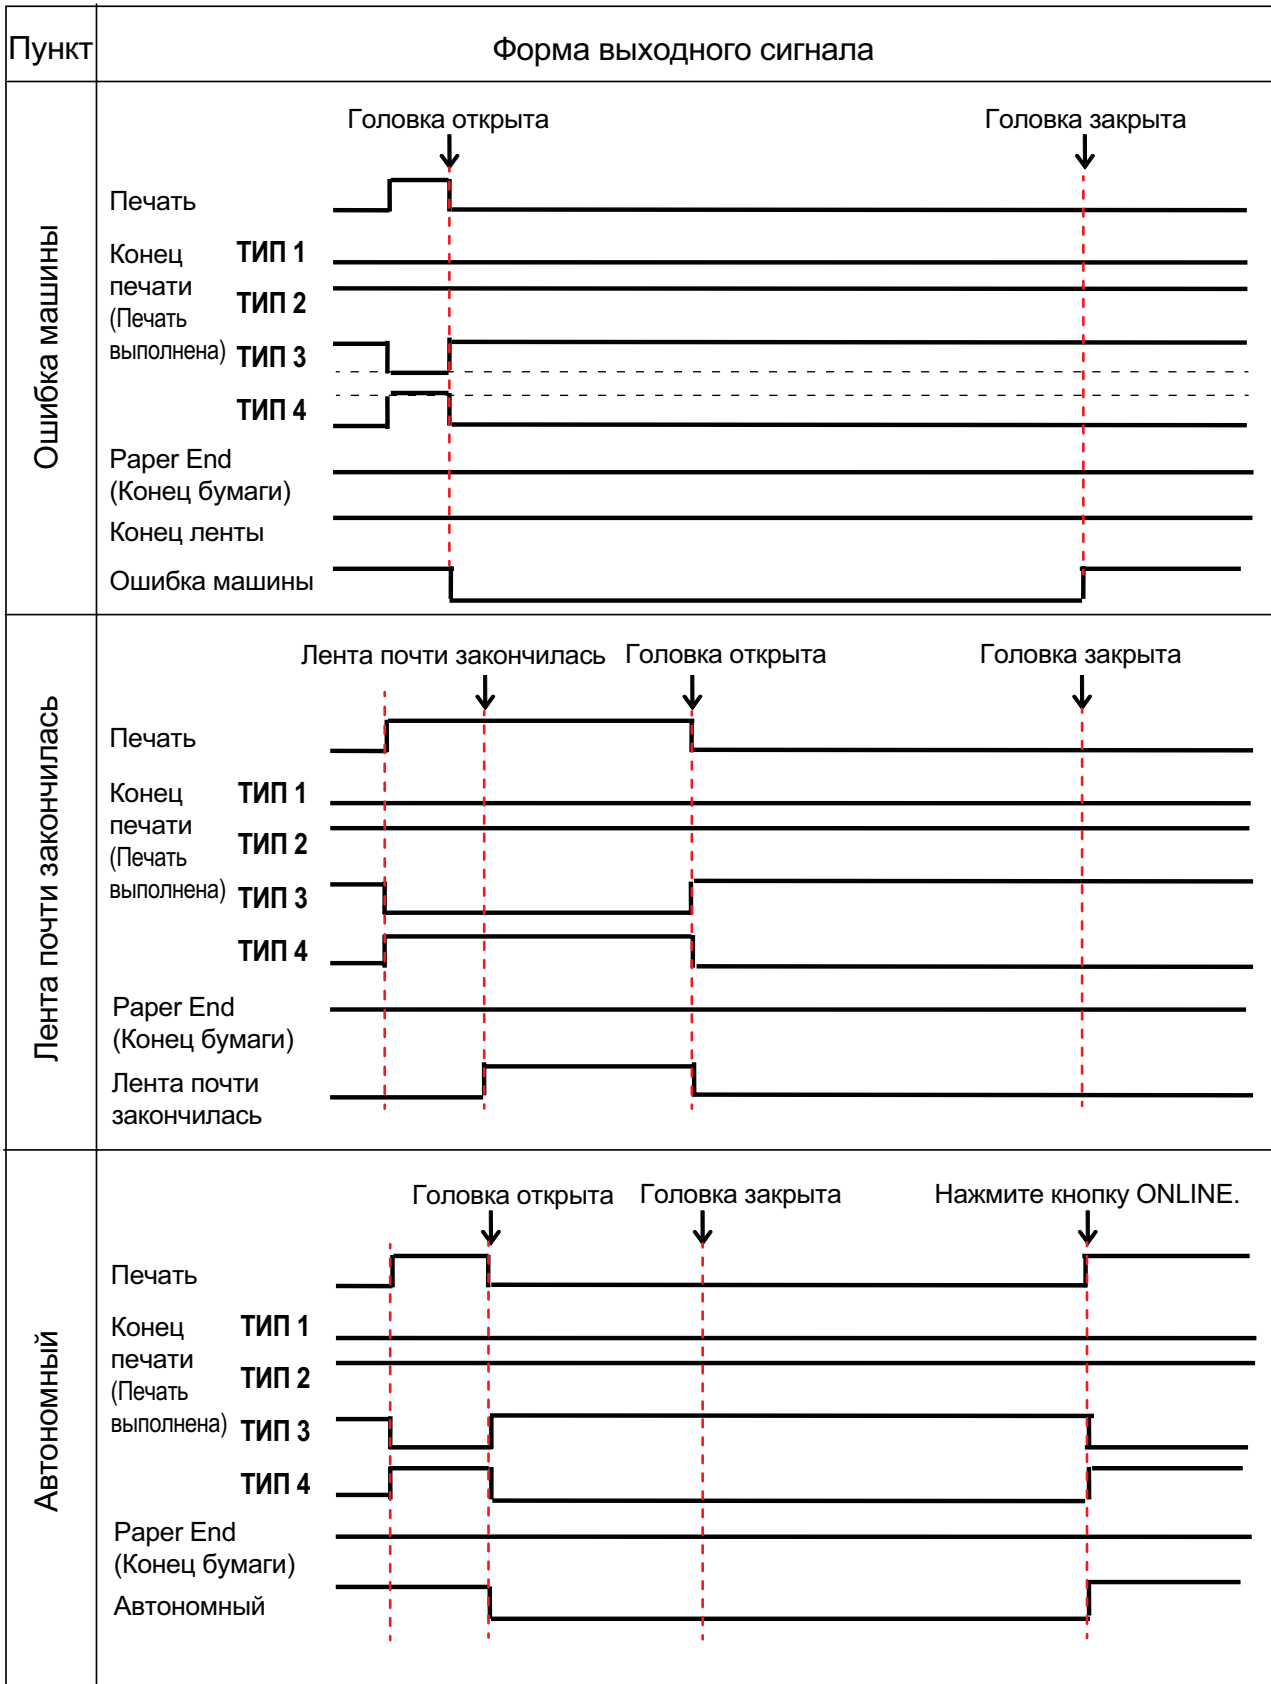 Пункт
Форма выходного сигнала
Ошибка машины
Головка открыта
Головка закрыта
Печать
Конец
печати
(Печать
выполнена)
ТИП 1
ТИП 2
ТИП 3
ТИП 4
Paper End
(Конец бумаги)
Конец ленты
Ошибка машины
Лента почти закончилась
Лента почти закончилась
Головка открыта
Головка закрыта
Печать
Конец
печати
(Печать
выполнена)
ТИП 1
ТИП 2
ТИП 3
ТИП 4
Paper End
(Конец бумаги)
Лента почти
закончилась
Автономный
Головка открыта
Головка закрыта
Нажмите кнопку ONLINE.
Печать
Конец
печати
(Печать
выполнена)
ТИП 1
ТИП 2
ТИП 3
ТИП 4
Paper End
(Конец бумаги)
Автономный